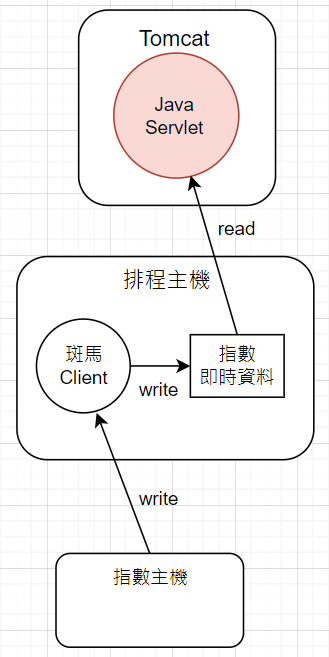 Tomcat
Java
Servlet
read
排程主機
斑馬
Client
write
指數
即時資料
write
指數主機